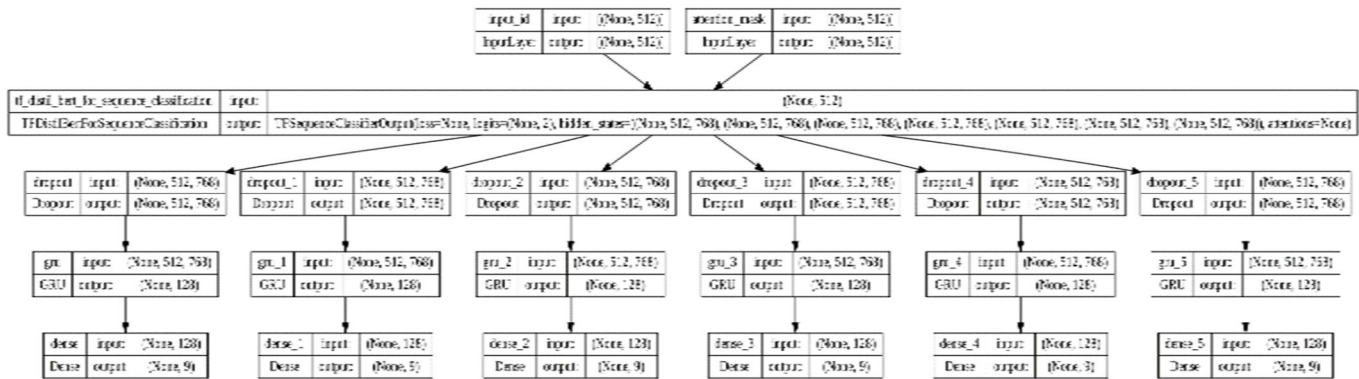 input_id input: [(None, 512)] attention_mask input: [(None, 512)]
InputLayer output: [(None, 512)] InputLayer output: [(None, 512)]
tf_distil_bert_for_sequence_classification input: (None, 512)
TFDistilBertForSequenceClassification output: TFSequenceClassifierOutput(loss=None, logits=(None, 2), hidden_states=((None, 512, 768), (None, 512, 768), (None, 512, 768), (None, 512, 768), (None, 512, 768), (None, 512, 768), (None, 512, 768)), attentions=None)
dropout input: (None, 512, 768) dropout_1 input: (None, 512, 768) dropout_2 input: (None, 512, 768) dropout_3 input: (None, 512, 768) dropout_4 input: (None, 512, 768) dropout_5 input: (None, 512, 768)
Dropout output: (None, 512, 768) Dropout output: (None, 512, 768) Dropout output: (None, 512, 768) Dropout output: (None, 512, 768) Dropout output: (None, 512, 768) Dropout output: (None, 512, 768)
gru input: (None, 512, 768) gru_1 input: (None, 512, 768) gru_2 input: (None, 512, 768) gru_3 input: (None, 512, 768) gru_4 input: (None, 512, 768) gru_5 input: (None, 512, 768)
GRU output: (None, 128) GRU output: (None, 128) GRU output: (None, 128) GRU output: (None, 128) GRU output: (None, 128) GRU output: (None, 128)
dense input: (None, 128) dense_1 input: (None, 128) dense_2 input: (None, 128) dense_3 input: (None, 128) dense_4 input: (None, 128) dense_5 input: (None, 128)
Dense output: (None, 9) Dense output: (None, 9) Dense output: (None, 9) Dense output: (None, 9) Dense output: (None, 9) Dense output: (None, 9)